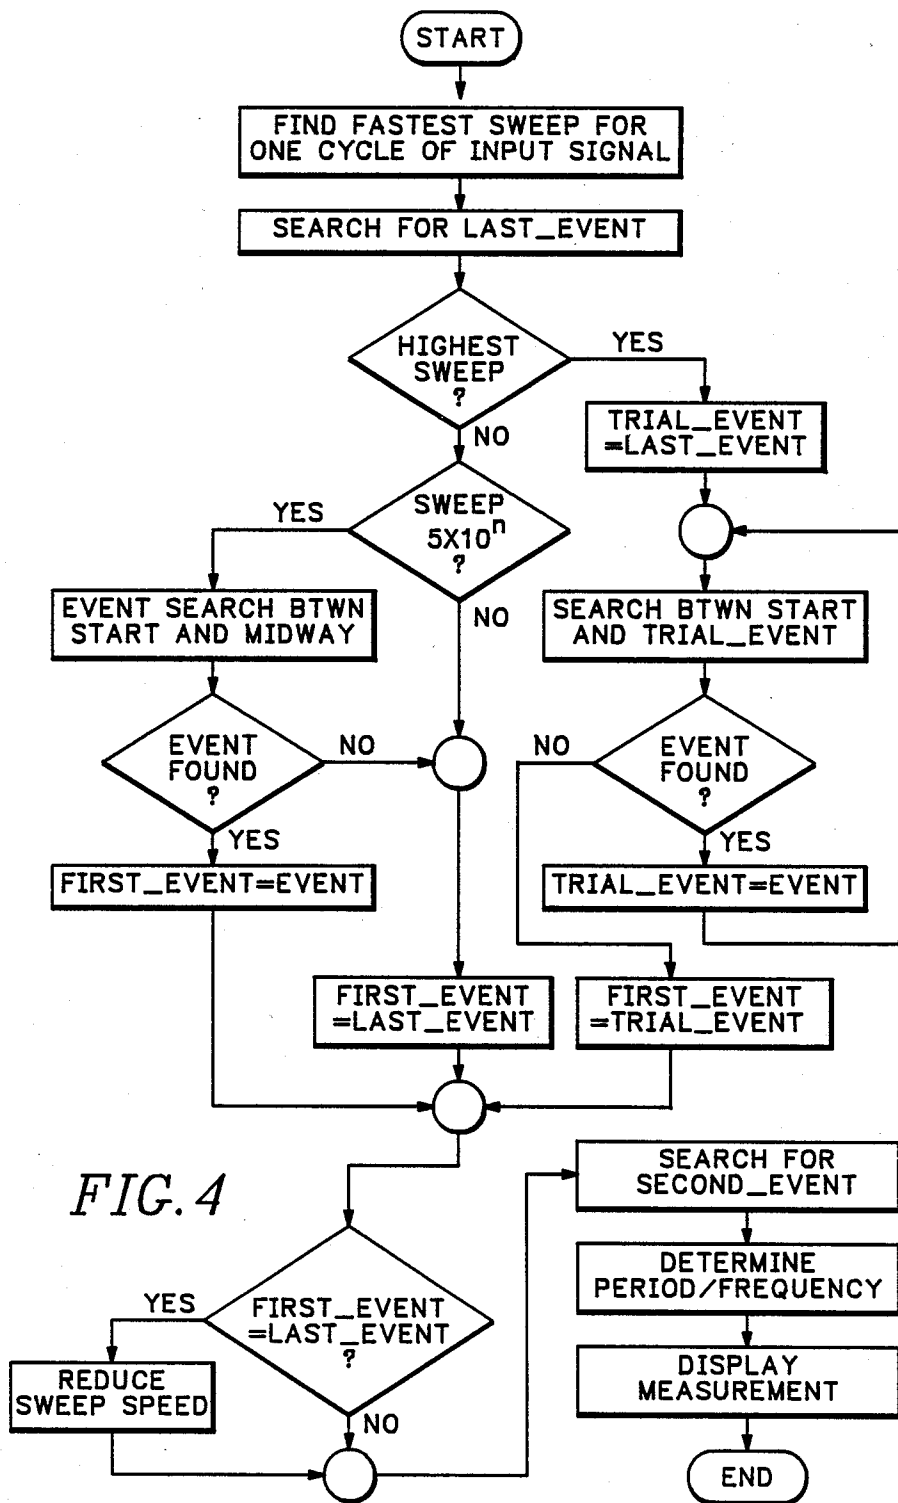 START
FIND FASTEST SWEEP FOR
ONE CYCLE OF INPUT SIGNAL
SEARCH FOR LAST_EVENT
HIGHEST
SWEEP
?
YES
NO
TRIAL_EVENT
=LAST_EVENT
SWEEP
5X10ⁿ
?
YES
NO
EVENT SEARCH BTWN
START AND MIDWAY
SEARCH BTWN START
AND TRIAL_EVENT
EVENT
FOUND
?
NO
YES
EVENT
FOUND
?
NO
YES
FIRST_EVENT=EVENT
TRIAL_EVENT=EVENT
FIRST_EVENT
=LAST_EVENT
FIRST_EVENT
=TRIAL_EVENT
FIG. 4
FIRST_EVENT
=LAST_EVENT
?
YES
NO
REDUCE
SWEEP SPEED
SEARCH FOR
SECOND_EVENT
DETERMINE
PERIOD/FREQUENCY
DISPLAY
MEASUREMENT
END